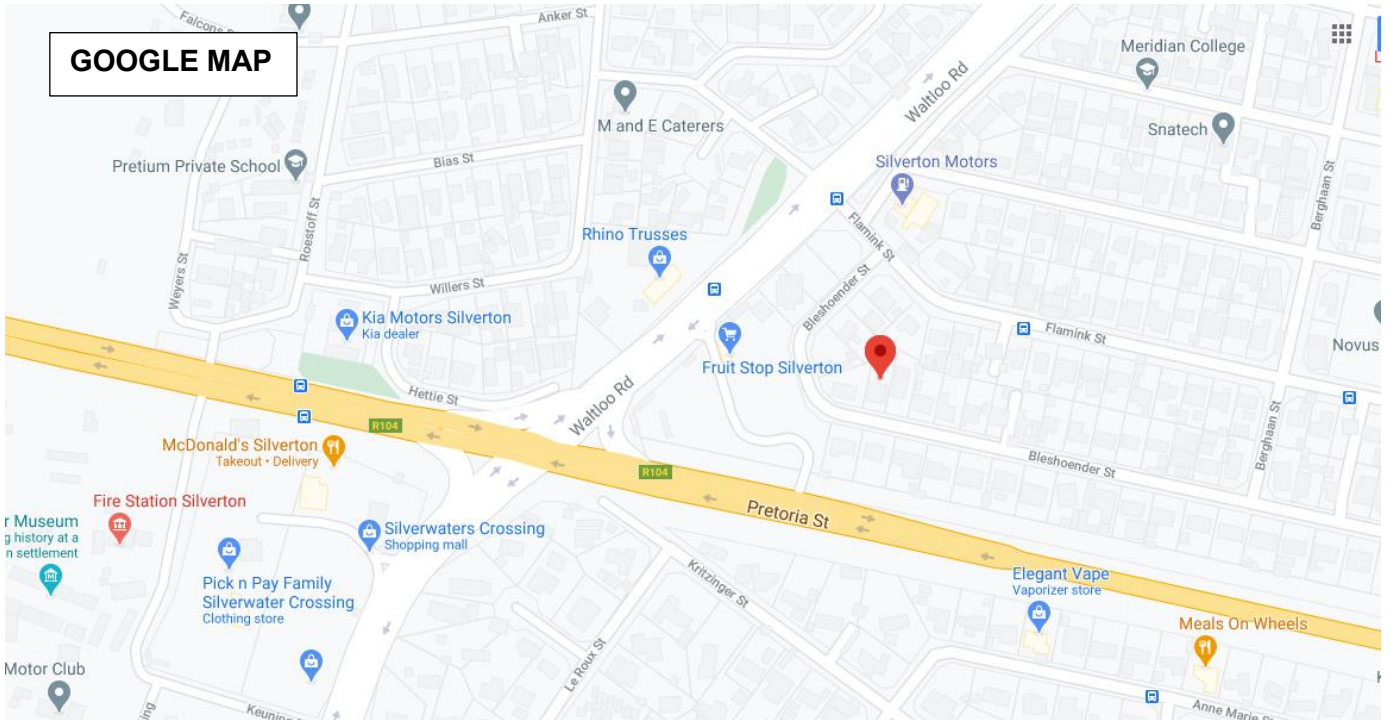 GOOGLE MAP
Anker St
Meridian College
M and E Caterers
Waltloo Rd
Snatech
Pretium Private School
Bias St
Silverton Motors
Roestoff St
Berghaan St
Rhino Trusses
Flamink St
Weyers St
Willers St
Kia Motors Silverton
Kia dealer
Bleshoender St
Flamink St
Novus
Fruit Stop Silverton
Hettie St
Waltloo Rd
R104
McDonald's Silverton
Takeout • Delivery
R104
Bleshoender St
Berghaan St
Fire Station Silverton
Pretoria St
r Museum
g history at a
n settlement
Silverwaters Crossing
Shopping mall
Pick n Pay Family
Silverwater Crossing
Clothing store
Kritzinger St
Elegant Vape
Vaporizer store
Meals On Wheels
Le Roux St
Motor Club
Anne Marie S